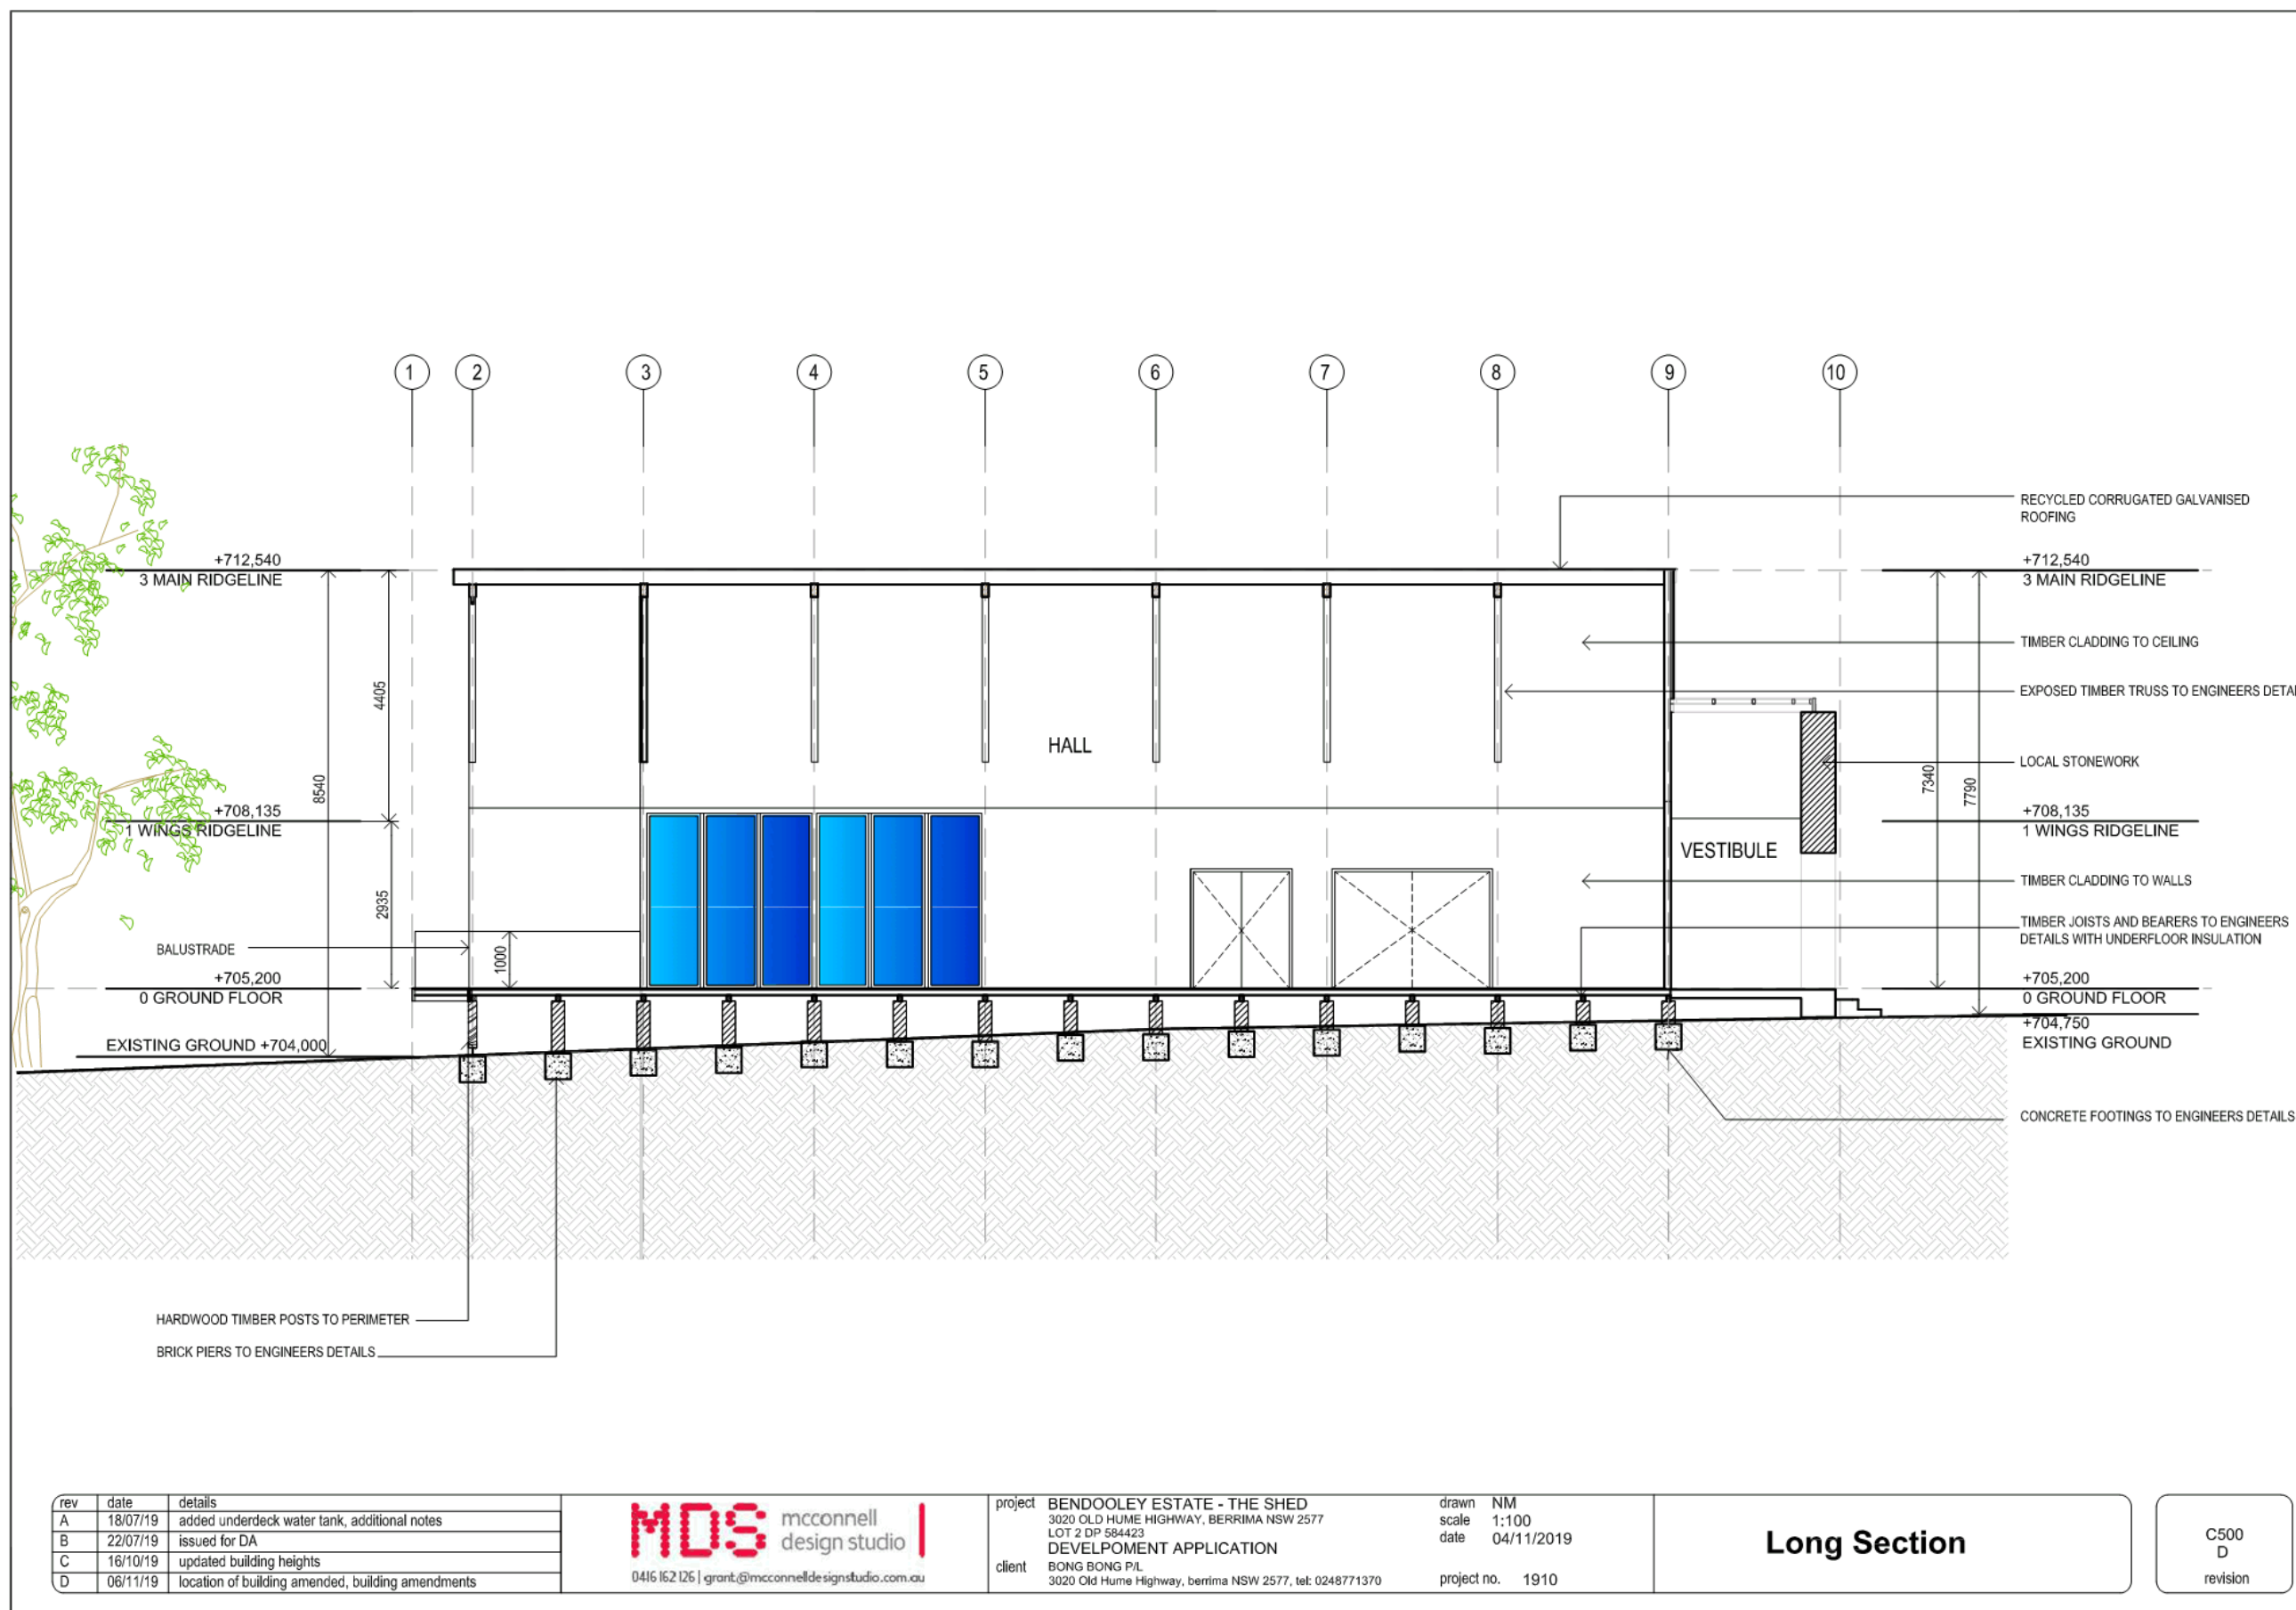 1
2
3
4
5
6
7
8
9
10
+712,540
3 MAIN RIDGELINE
4405
8540
+708,135
1 WINGS RIDGELINE
2935
BALUSTRADE
1000
+705,200
0 GROUND FLOOR
EXISTING GROUND +704,000
HALL
VESTIBULE
RECYCLED CORRUGATED GALVANISED
ROOFING
+712,540
3 MAIN RIDGELINE
TIMBER CLADDING TO CEILING
EXPOSED TIMBER TRUSS TO ENGINEERS DETAI
LOCAL STONEWORK
7340
7790
+708,135
1 WINGS RIDGELINE
TIMBER CLADDING TO WALLS
TIMBER JOISTS AND BEARERS TO ENGINEERS
DETAILS WITH UNDERFLOOR INSULATION
+705,200
0 GROUND FLOOR
+704,750
EXISTING GROUND
CONCRETE FOOTINGS TO ENGINEERS DETAILS
HARDWOOD TIMBER POSTS TO PERIMETER
BRICK PIERS TO ENGINEERS DETAILS
rev date details
A 18/07/19 added underdeck water tank, additional notes
B 22/07/19 issued for DA
C 16/10/19 updated building heights
D 06/11/19 location of building amended, building amendments
MDS mcconnell
design studio
0416 162 126 | grant@mcconnelldesignstudio.com.au
project BENDOOLEY ESTATE - THE SHED
3020 OLD HUME HIGHWAY, BERRIMA NSW 2577
LOT 2 DP 584423
DEVELPOMENT APPLICATION
client BONG BONG P/L
3020 Old Hume Highway, berrima NSW 2577, tel: 0248771370
drawn NM
scale 1:100
date 04/11/2019
project no. 1910
Long Section
C500
D
revision